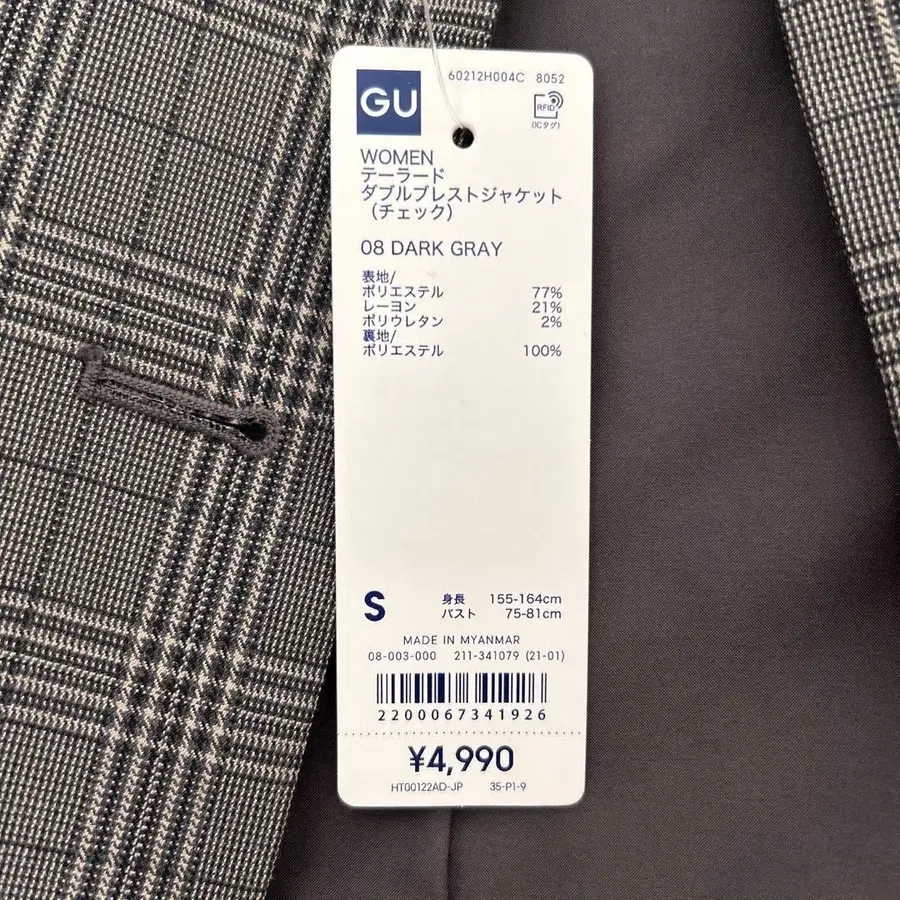 GU
60212H004C 8052
RFID
(ICタグ)
WOMEN
テーラード
ダブルブレストジャケット
（チェック）
08 DARK GRAY
表地/
ポリエステル 77%
レーヨン 21%
ポリウレタン 2%
裏地/
ポリエステル 100%
S 身長 155-164cm
バスト 75-81cm
MADE IN MYANMAR
08-003-000 211-341079 (21-01)
2200067341926
¥4,990
HT00122AD-JP 35-P1-9